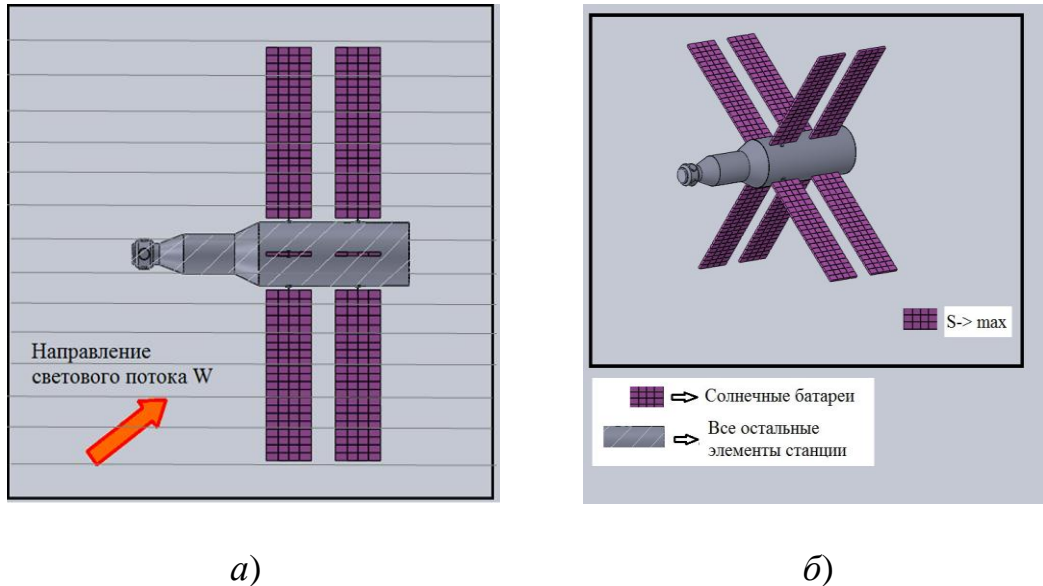 Направление
светового потока W
S-> max
Солнечные батареи
Все остальные
элементы станции
а)
б)